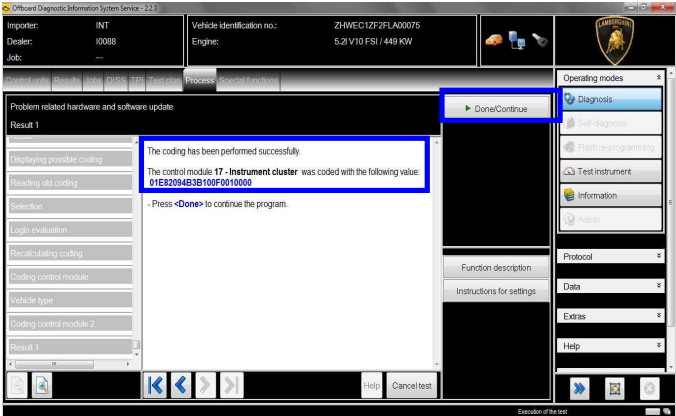 Offboard Diagnostic Information System Service - 2.2.3
Importer: INT
Dealer: I0088
Job: ---
Vehicle identification no.: ZHWEC1ZF2FLA00075
Engine: 5.2l V10 FSI / 449 KW
LAMBORGHINI
Control units Results Jobs DISS TPI Test plan Process Special functions
Operating modes
Problem related hardware and software update
Result 1
Done/Continue
Diagnosis
Self-diagnosis
Flash re-programming
Test instrument
Information
Admin
Displaying possible coding
Reading old coding
Selection
Login evaluation
Recalculating coding
Coding control module
Vehicle type
Coding control module 2
Result 1
The coding has been performed successfully.
The control module 17 - Instrument cluster was coded with the following value:
01E82094B3B100F0010000
- Press <Done> to continue the program.
Function description
Instructions for settings
Protocol
Data
Extras
Help
Help
Cancel test
Execution of the test